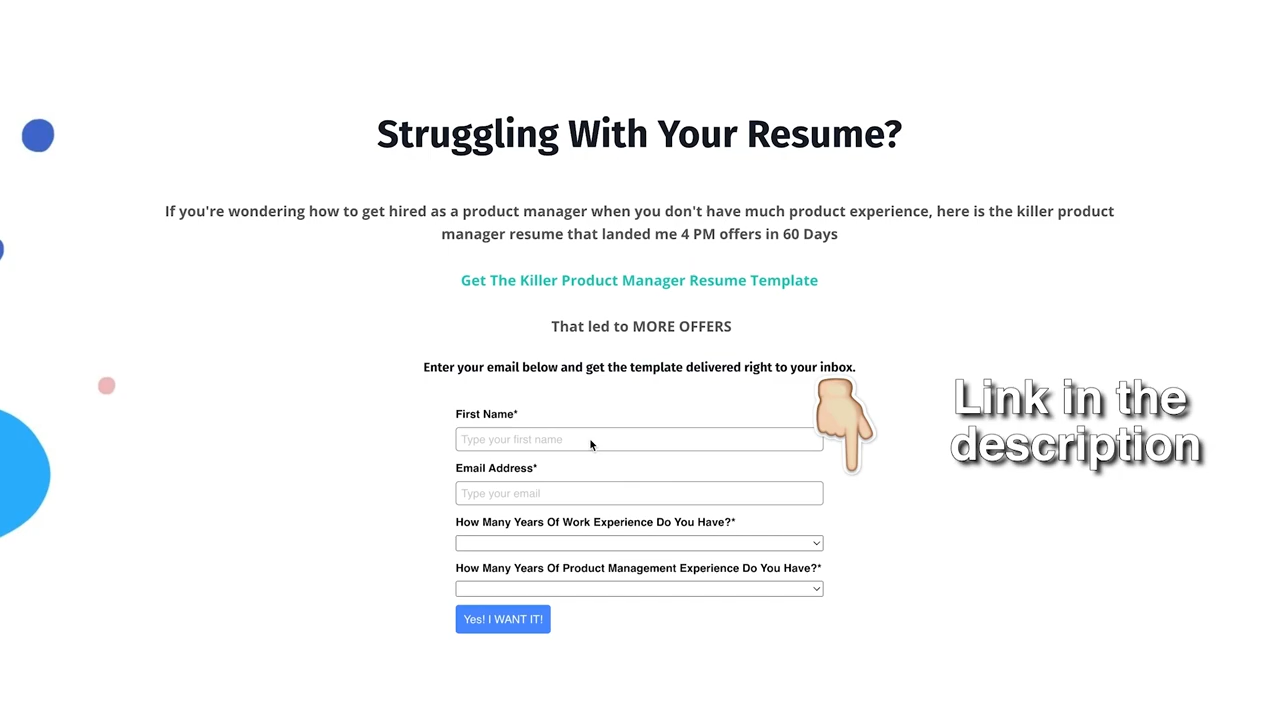 Struggling With Your Resume?
If you're wondering how to get hired as a product manager when you don't have much product experience, here is the killer product
manager resume that landed me 4 PM offers in 60 Days
Get The Killer Product Manager Resume Template
That led to MORE OFFERS
Enter your email below and get the template delivered right to your inbox.
First Name*
Type your first name
Email Address*
Type your email
How Many Years Of Work Experience Do You Have?*
How Many Years Of Product Management Experience Do You Have?*
Yes! I WANT IT!
Link in the
description